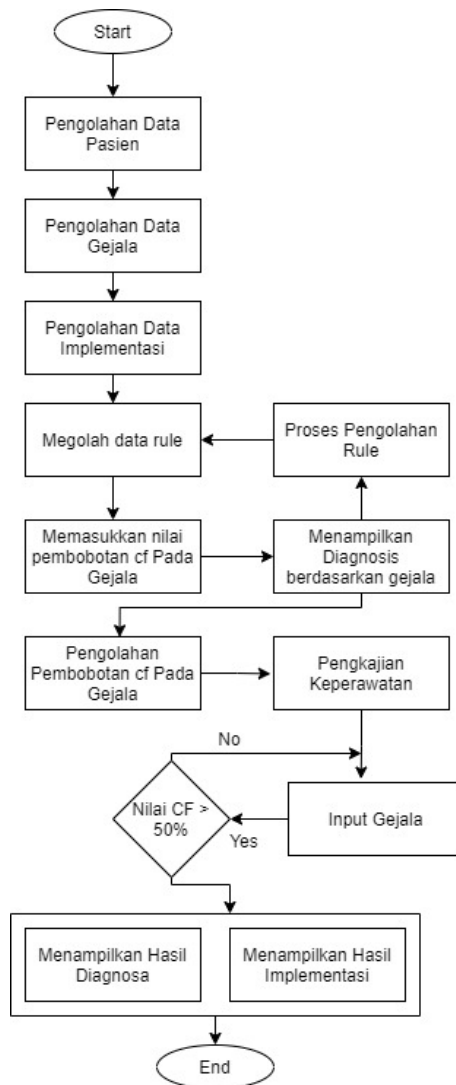 Start
Pengolahan Data
Pasien
Pengolahan Data
Gejala
Pengolahan Data
Implementasi
Megolah data rule
Proses Pengolahan
Rule
Memasukkan nilai
pembobotan cf Pada
Gejala
Menampilkan
Diagnosis
berdasarkan gejala
Pengolahan
Pembobotan cf Pada
Gejala
Pengkajian
Keperawatan
No
Nilai CF >
50%
Yes
Input Gejala
Menampilkan Hasil
Diagnosa
Menampilkan Hasil
Implementasi
End